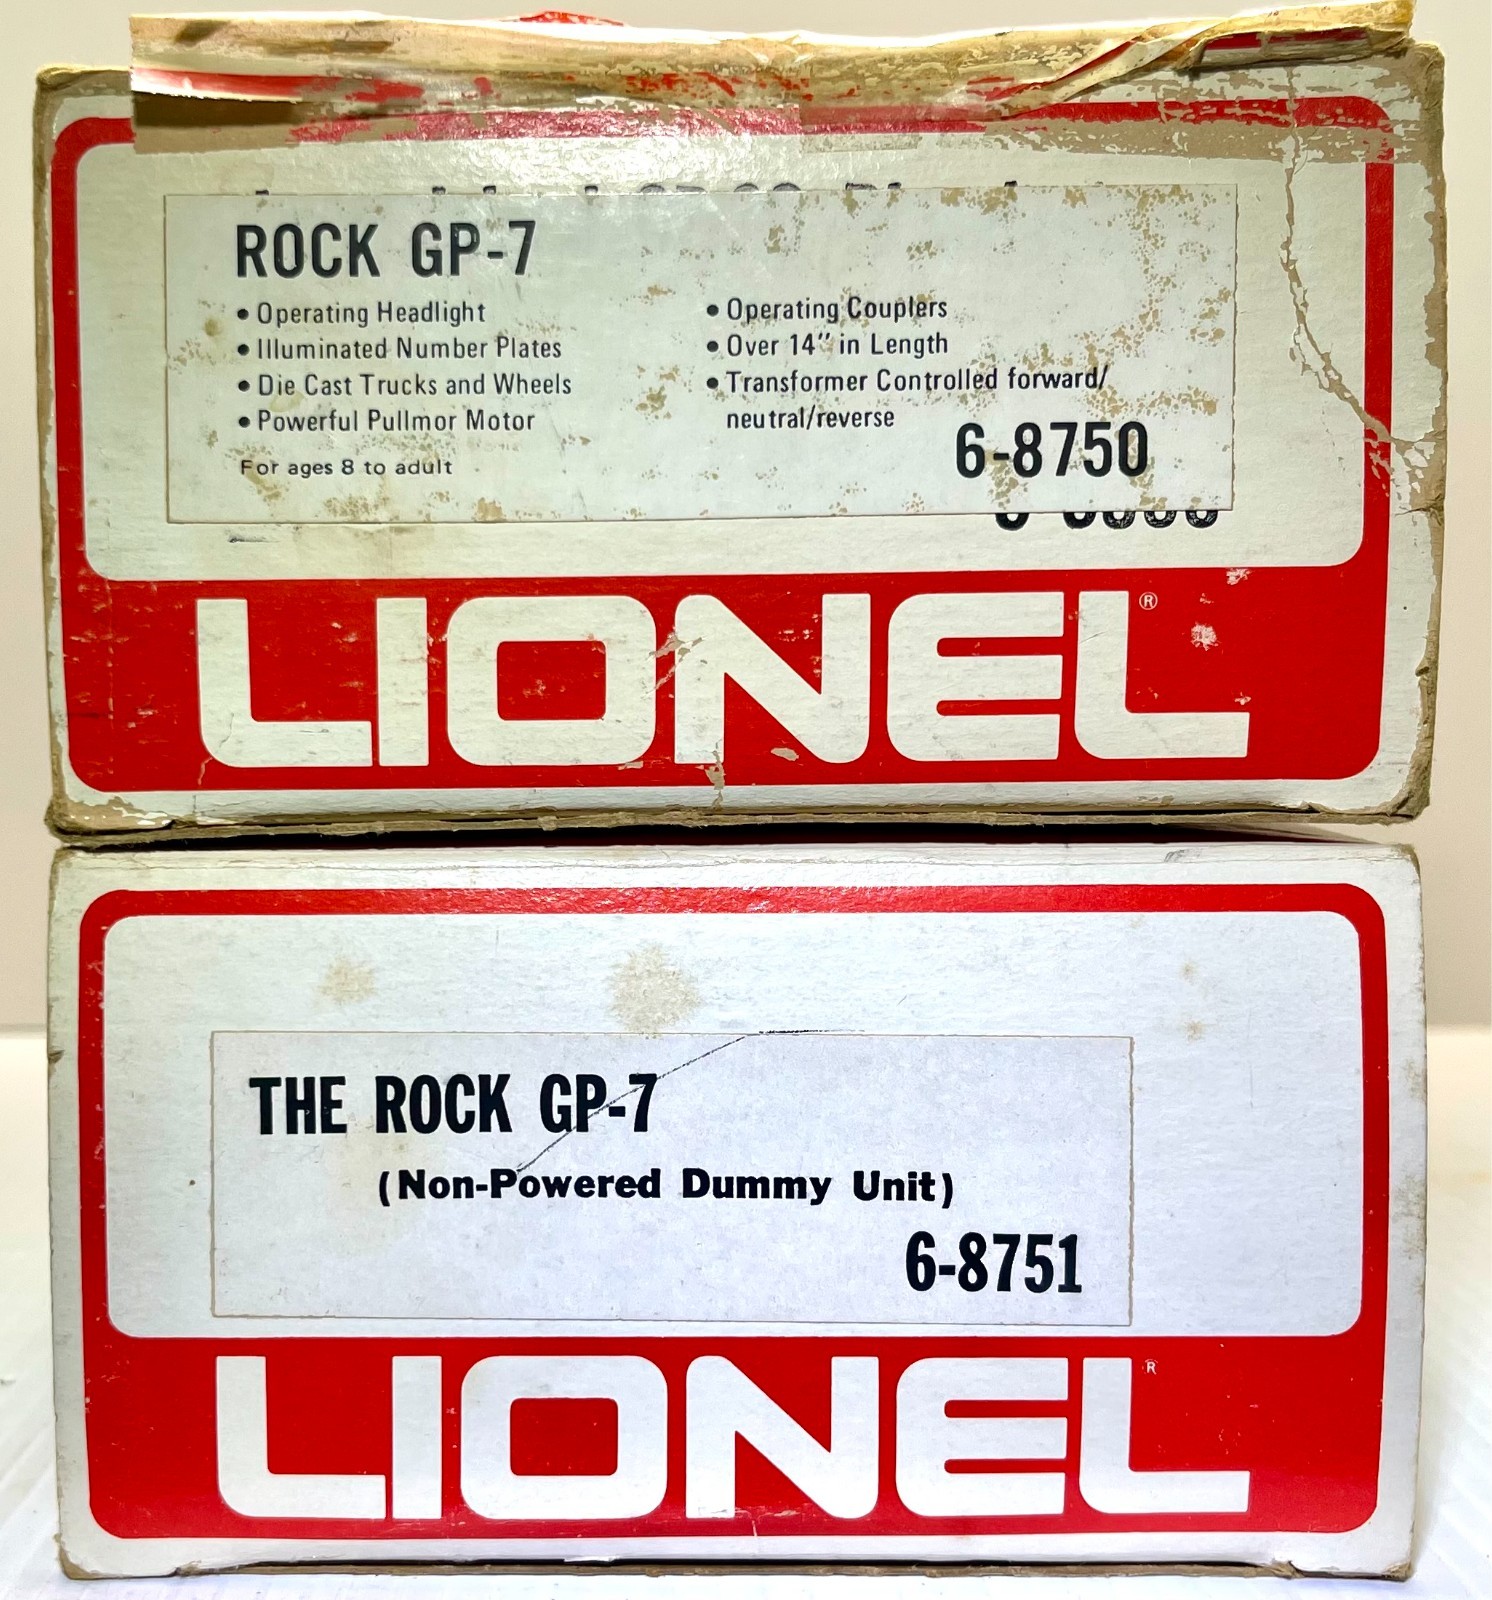 ROCK GP-7
• Operating Headlight
• Illuminated Number Plates
• Die Cast Trucks and Wheels
• Powerful Pullmor Motor
For ages 8 to adult
• Operating Couplers
• Over 14" in Length
• Transformer Controlled forward/
neutral/reverse
6-8750
LIONEL®
THE ROCK GP-7
(Non-Powered Dummy Unit)
6-8751
LIONEL®